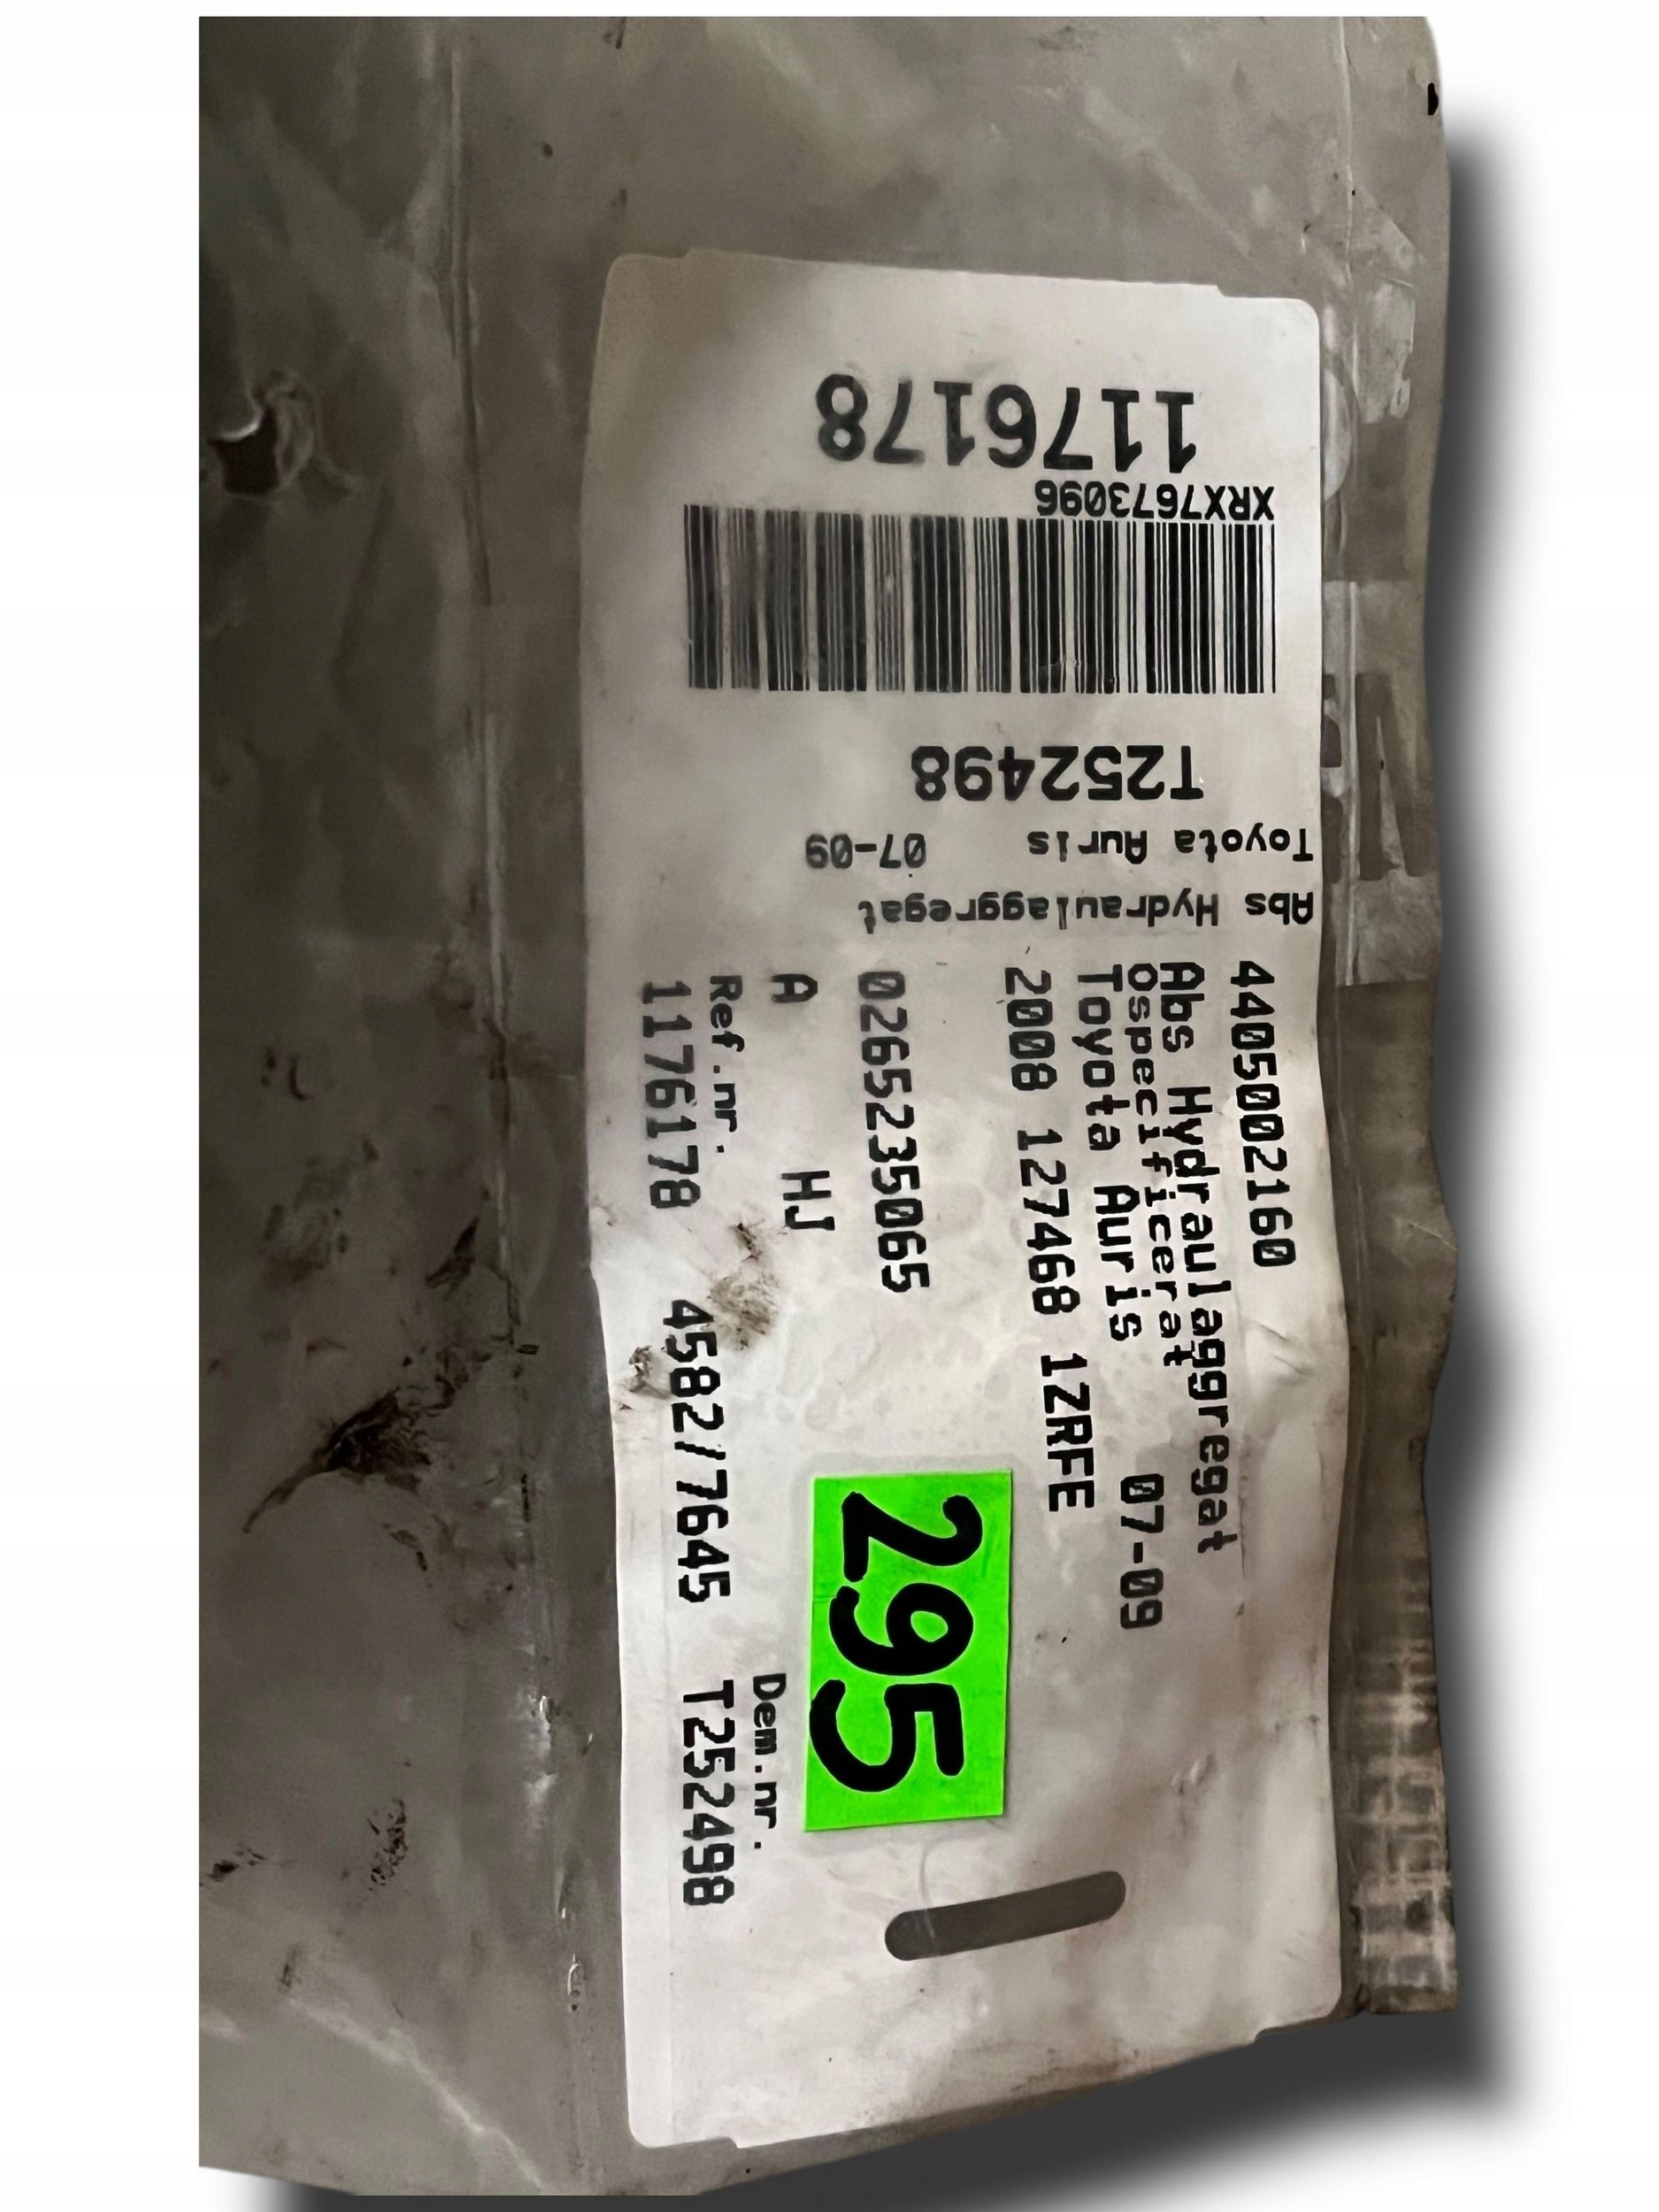 1176178
XRX7673096
T252498
Toyota Auris 07-09
Abs Hydraulaggregat
4405002160
Abs Hydraulaggregat
Ospecificerat
Toyota Auris 07-09
2008 127468 1ZRFE
0265235065
A HJ
Ref.nr. Dem.nr.
1176178 4582/7645 T252498
295